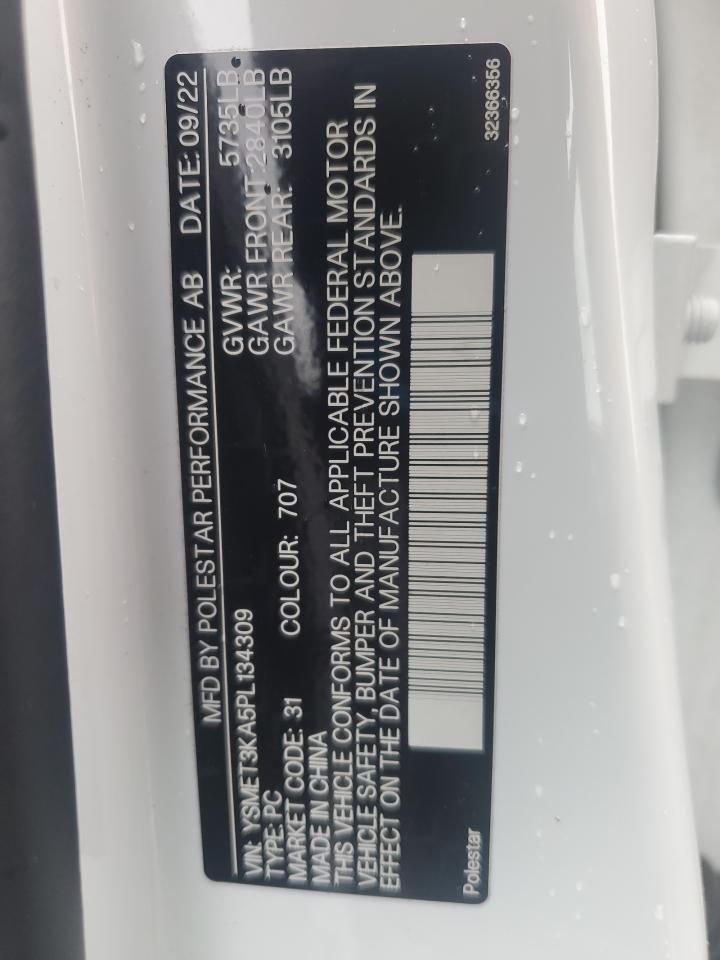 MFD BY POLESTAR PERFORMANCE AB DATE: 09/22
VIN: YSMET3KA5PL134309 GVWR: 5735LB
TYPE: PC GAWR FRONT: 2840LB
MARKET CODE: 31 COLOUR: 707 GAWR REAR: 3105LB
MADE IN CHINA
THIS VEHICLE CONFORMS TO ALL APPLICABLE FEDERAL MOTOR
VEHICLE SAFETY, BUMPER AND THEFT PREVENTION STANDARDS IN
EFFECT ON THE DATE OF MANUFACTURE SHOWN ABOVE.
Polestar 32366356